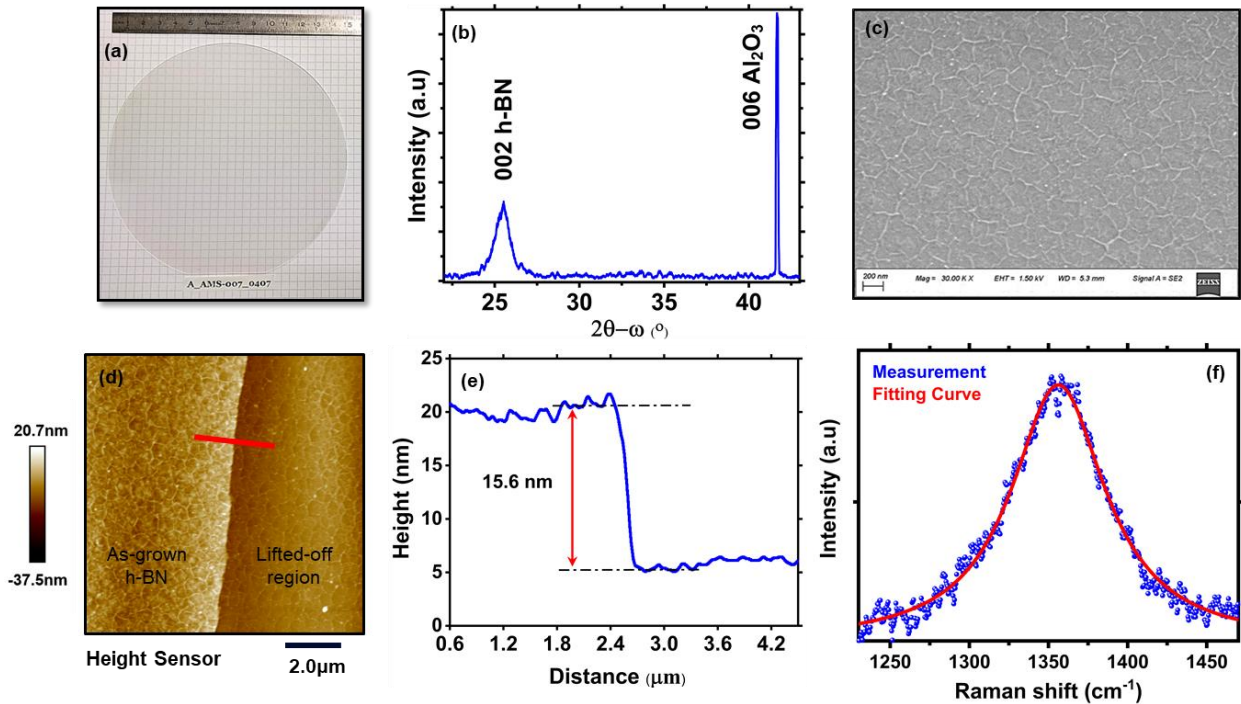 (a)
A_AMS-007_0407
(b)
Intensity (a.u)
002 h-BN
006 Al₂O₃
25 30 35 40
2θ–ω (°)
(c)
200 nm
Mag = 30.00 K X
EHT = 1.50 kV
WD = 5.3 mm
Signal A = SE2
ZEISS
(d)
20.7nm
-37.5nm
As-grown
h-BN
Lifted-off
region
Height Sensor
2.0μm
(e)
Height (nm)
25
20
15
10
5
0
15.6 nm
0.6 1.2 1.8 2.4 3.0 3.6 4.2
Distance (μm)
(f)
Measurement
Fitting Curve
Intensity (a.u)
1250 1300 1350 1400 1450
Raman shift (cm⁻¹)